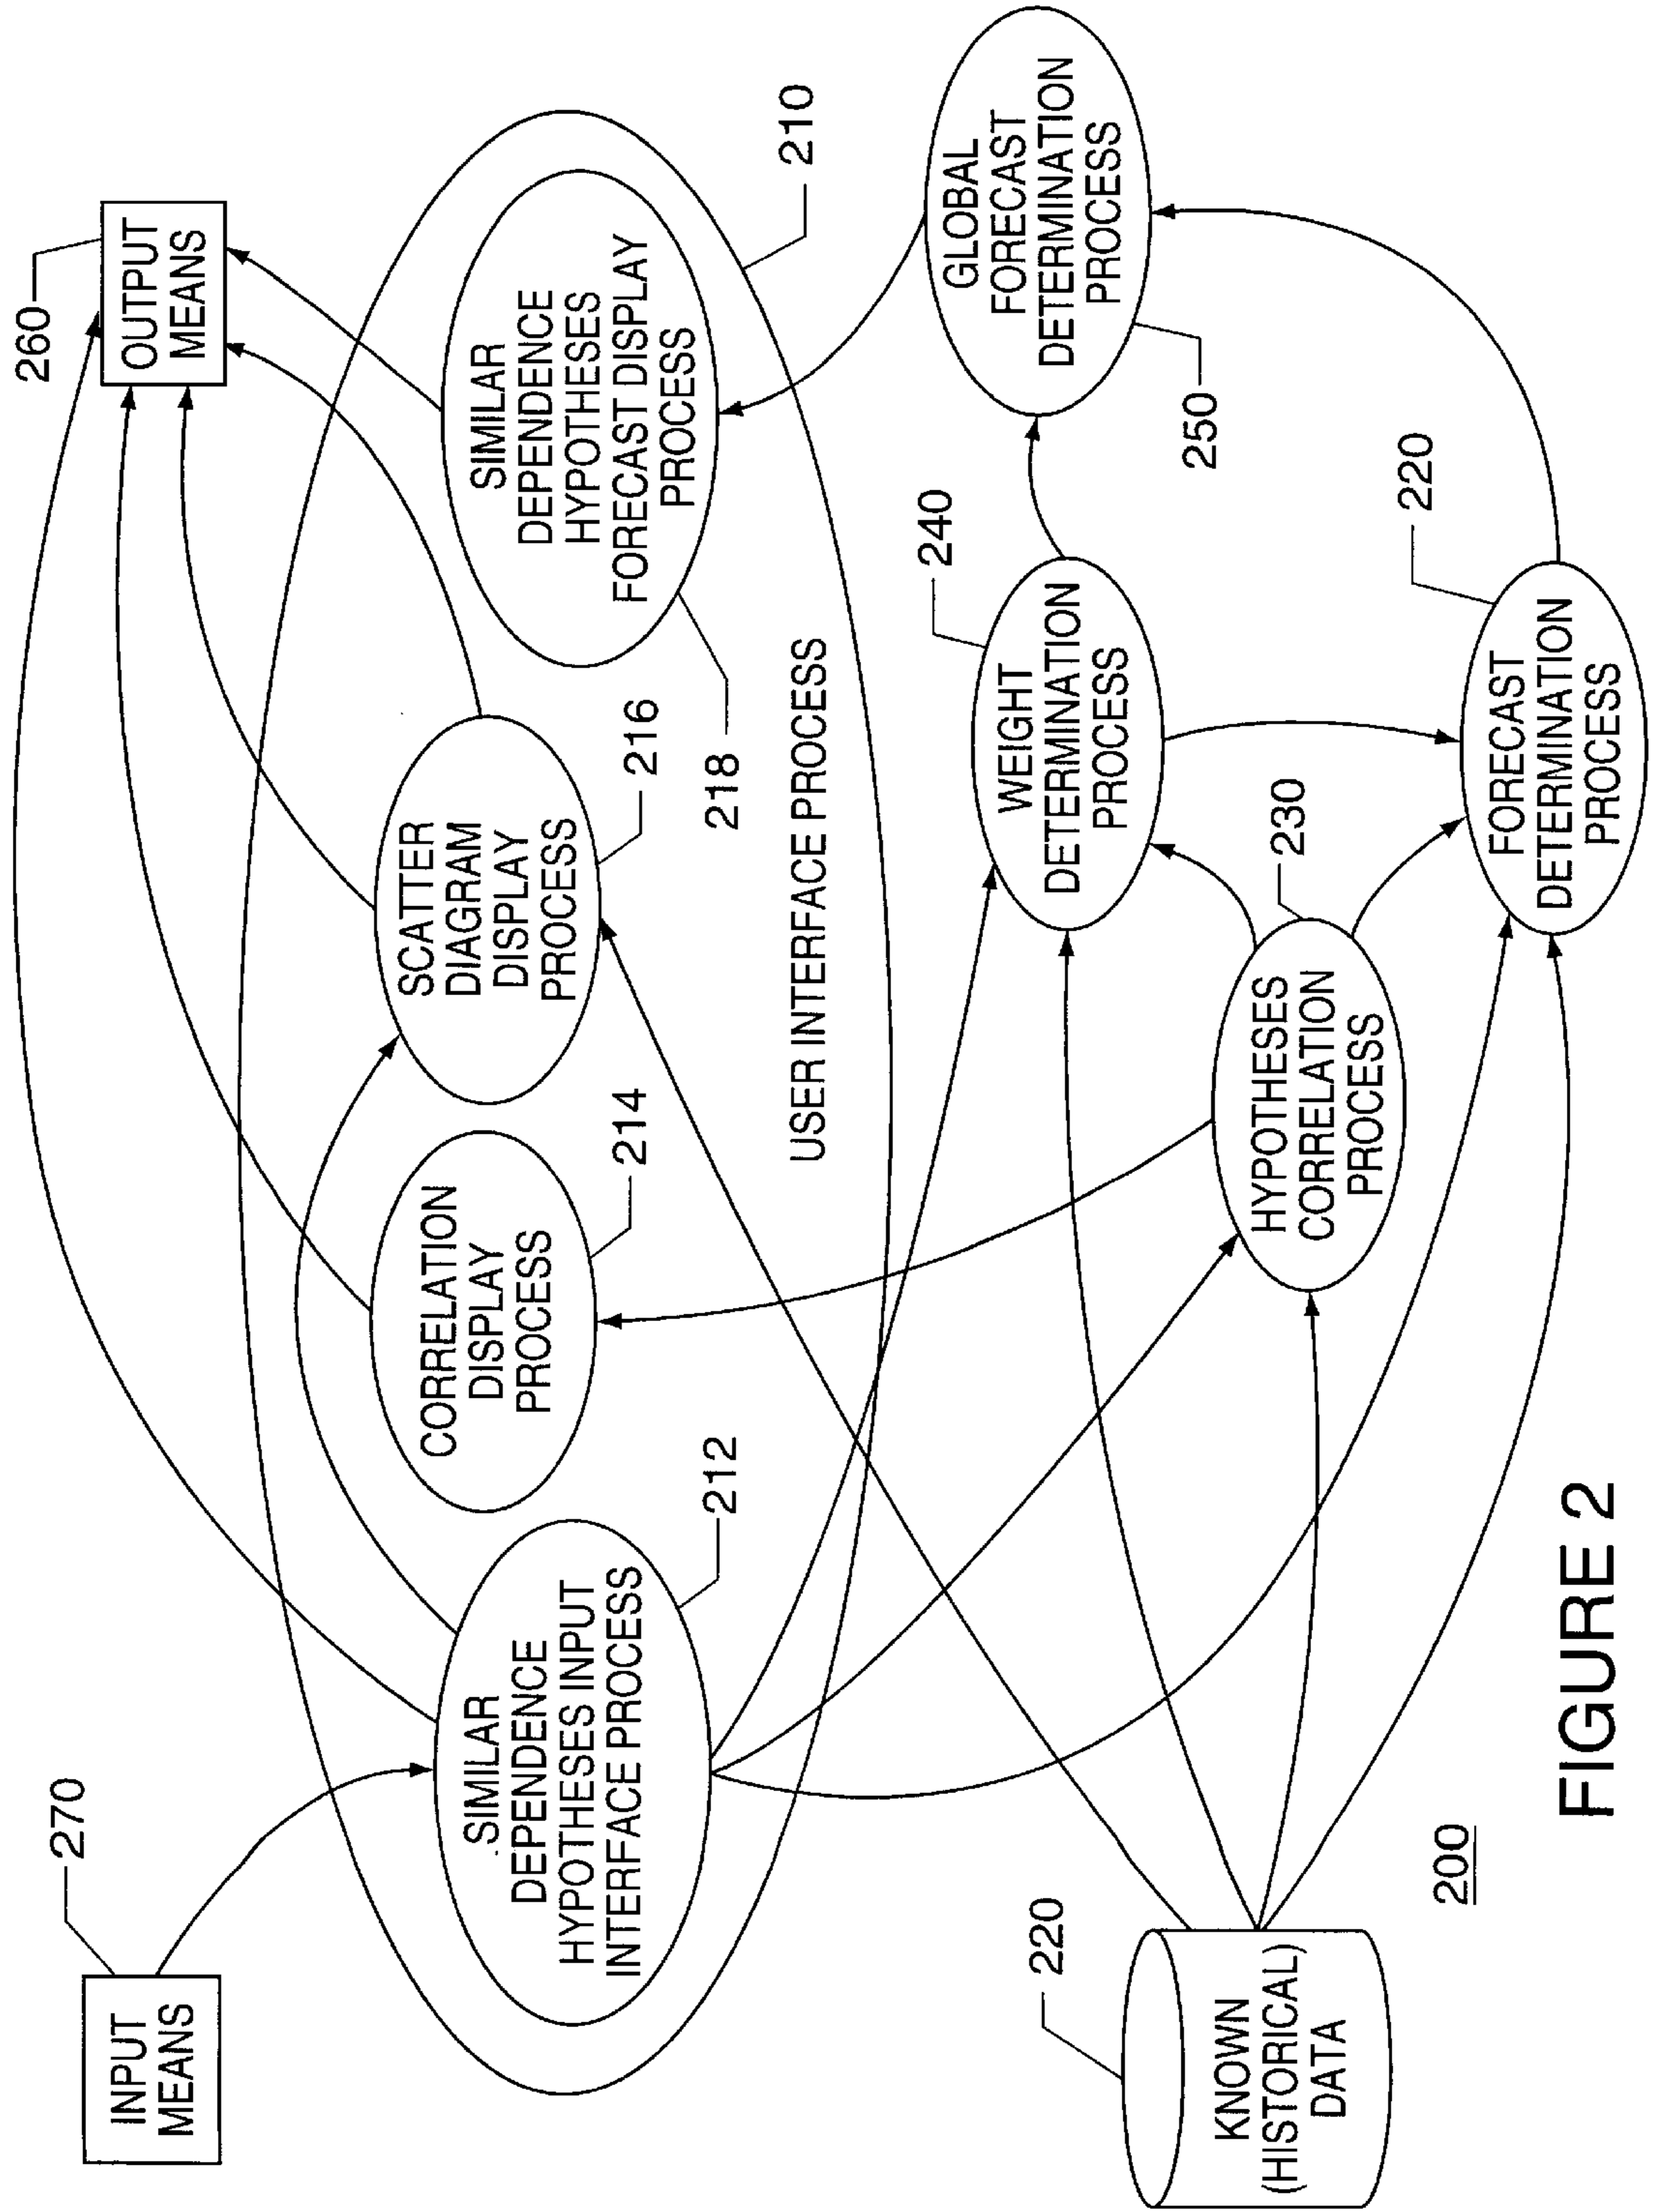 270
INPUT
MEANS
260
OUTPUT
MEANS
.SIMILAR
DEPENDENCE
HYPOTHESES INPUT
INTERFACE PROCESS
212
CORRELATION
DISPLAY
PROCESS
214
SCATTER
DIAGRAM
DISPLAY
PROCESS
216
SIMILAR
DEPENDENCE
HYPOTHESES
FORECAST DISPLAY
PROCESS
218
210
USER INTERFACE PROCESS
220
KNOWN
(HISTORICAL)
DATA
HYPOTHESES
CORRELATION
PROCESS
230
WEIGHT
DETERMINATION
PROCESS
240
GLOBAL
FORECAST
DETERMINATION
PROCESS
250
FORECAST
DETERMINATION
PROCESS
220
200
FIGURE 2